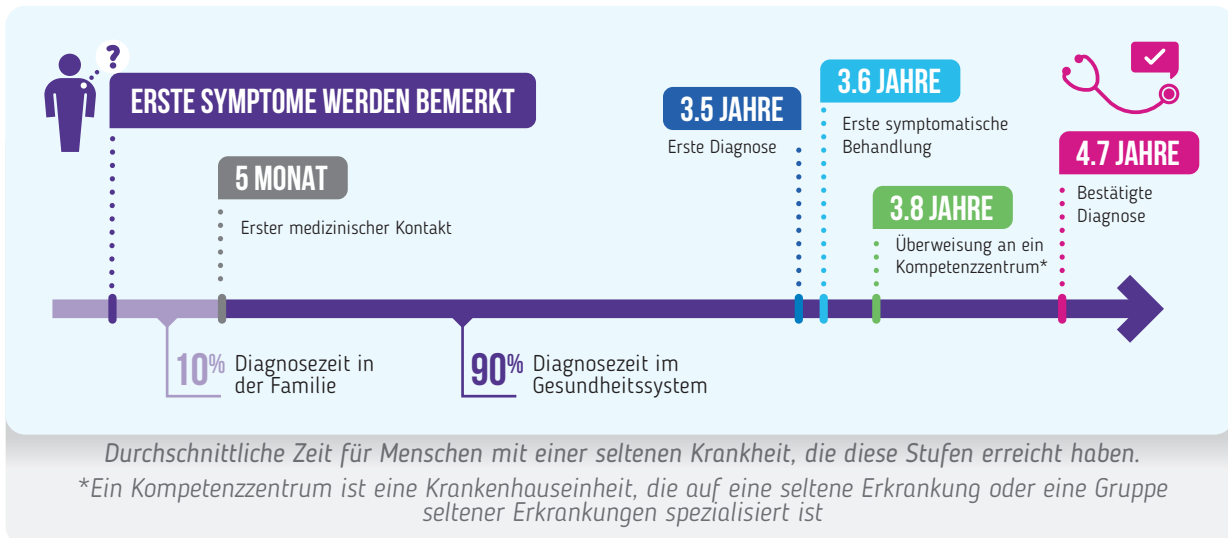 ?
ERSTE SYMPTOME WERDEN BEMERKT
5 MONAT
Erster medizinischer Kontakt
3.5 JAHRE
Erste Diagnose
3.6 JAHRE
Erste symptomatische
Behandlung
3.8 JAHRE
Überweisung an ein
Kompetenzzentrum*
4.7 JAHRE
Bestätigte
Diagnose
10% Diagnosezeit in
der Familie
90% Diagnosezeit im
Gesundheitssystem
Durchschnittliche Zeit für Menschen mit einer seltenen Krankheit, die diese Stufen erreicht haben.
*Ein Kompetenzzentrum ist eine Krankenhauseinheit, die auf eine seltene Erkrankung oder eine Gruppe
seltener Erkrankungen spezialisiert ist